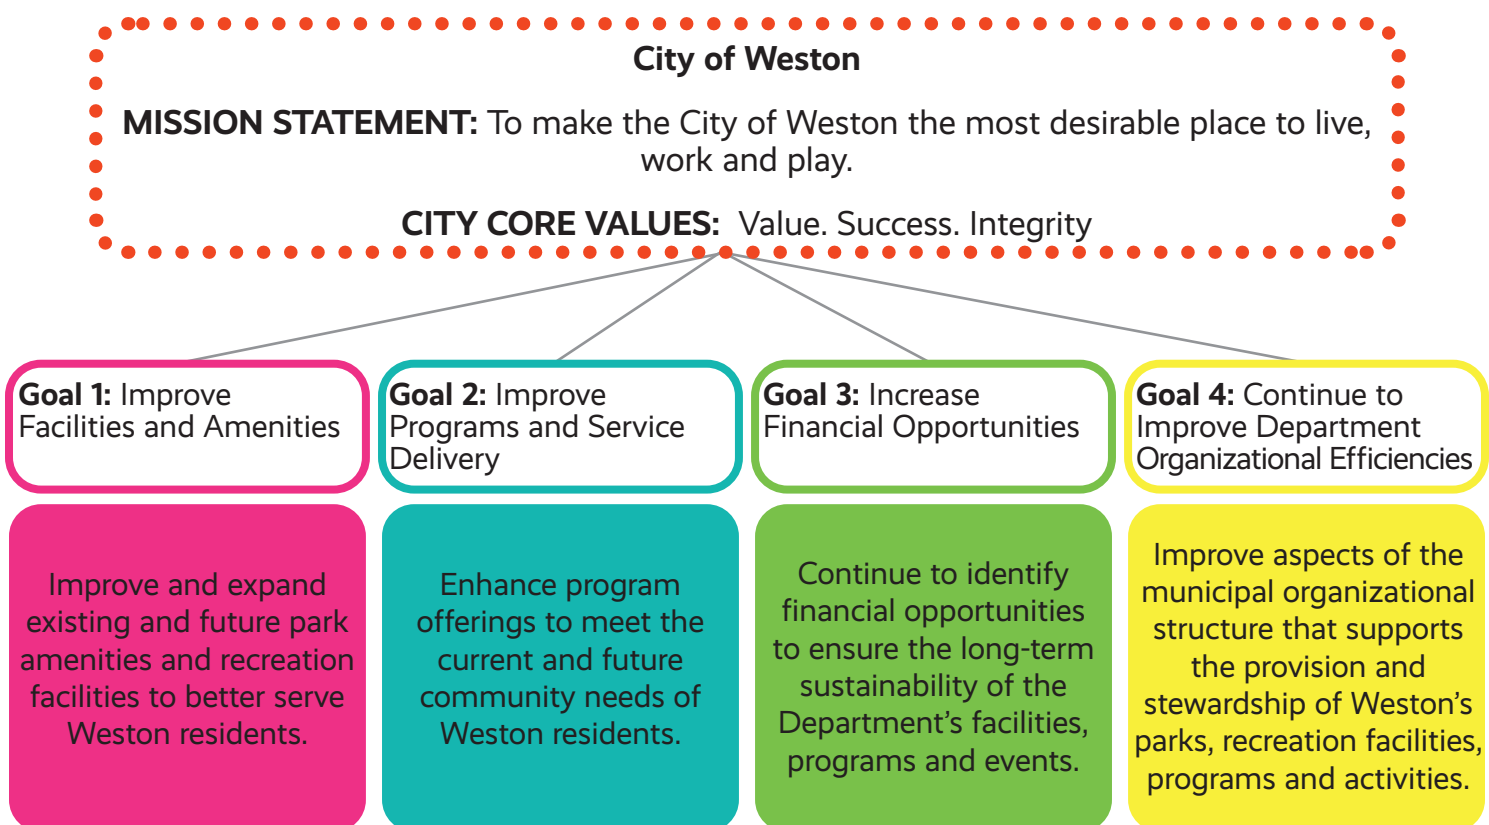 City of Weston
MISSION STATEMENT: To make the City of Weston the most desirable place to live,
work and play.
CITY CORE VALUES: Value. Success. Integrity
Goal 1: Improve
Facilities and Amenities
Goal 2: Improve
Programs and Service
Delivery
Goal 3: Increase
Financial Opportunities
Goal 4: Continue to
Improve Department
Organizational Efficiencies
Improve and expand
existing and future park
amenities and recreation
facilities to better serve
Weston residents.
Enhance program
offerings to meet the
current and future
community needs of
Weston residents.
Continue to identify
financial opportunities
to ensure the long-term
sustainability of the
Department’s facilities,
programs and events.
Improve aspects of the
municipal organizational
structure that supports
the provision and
stewardship of Weston’s
parks, recreation facilities,
programs and activities.